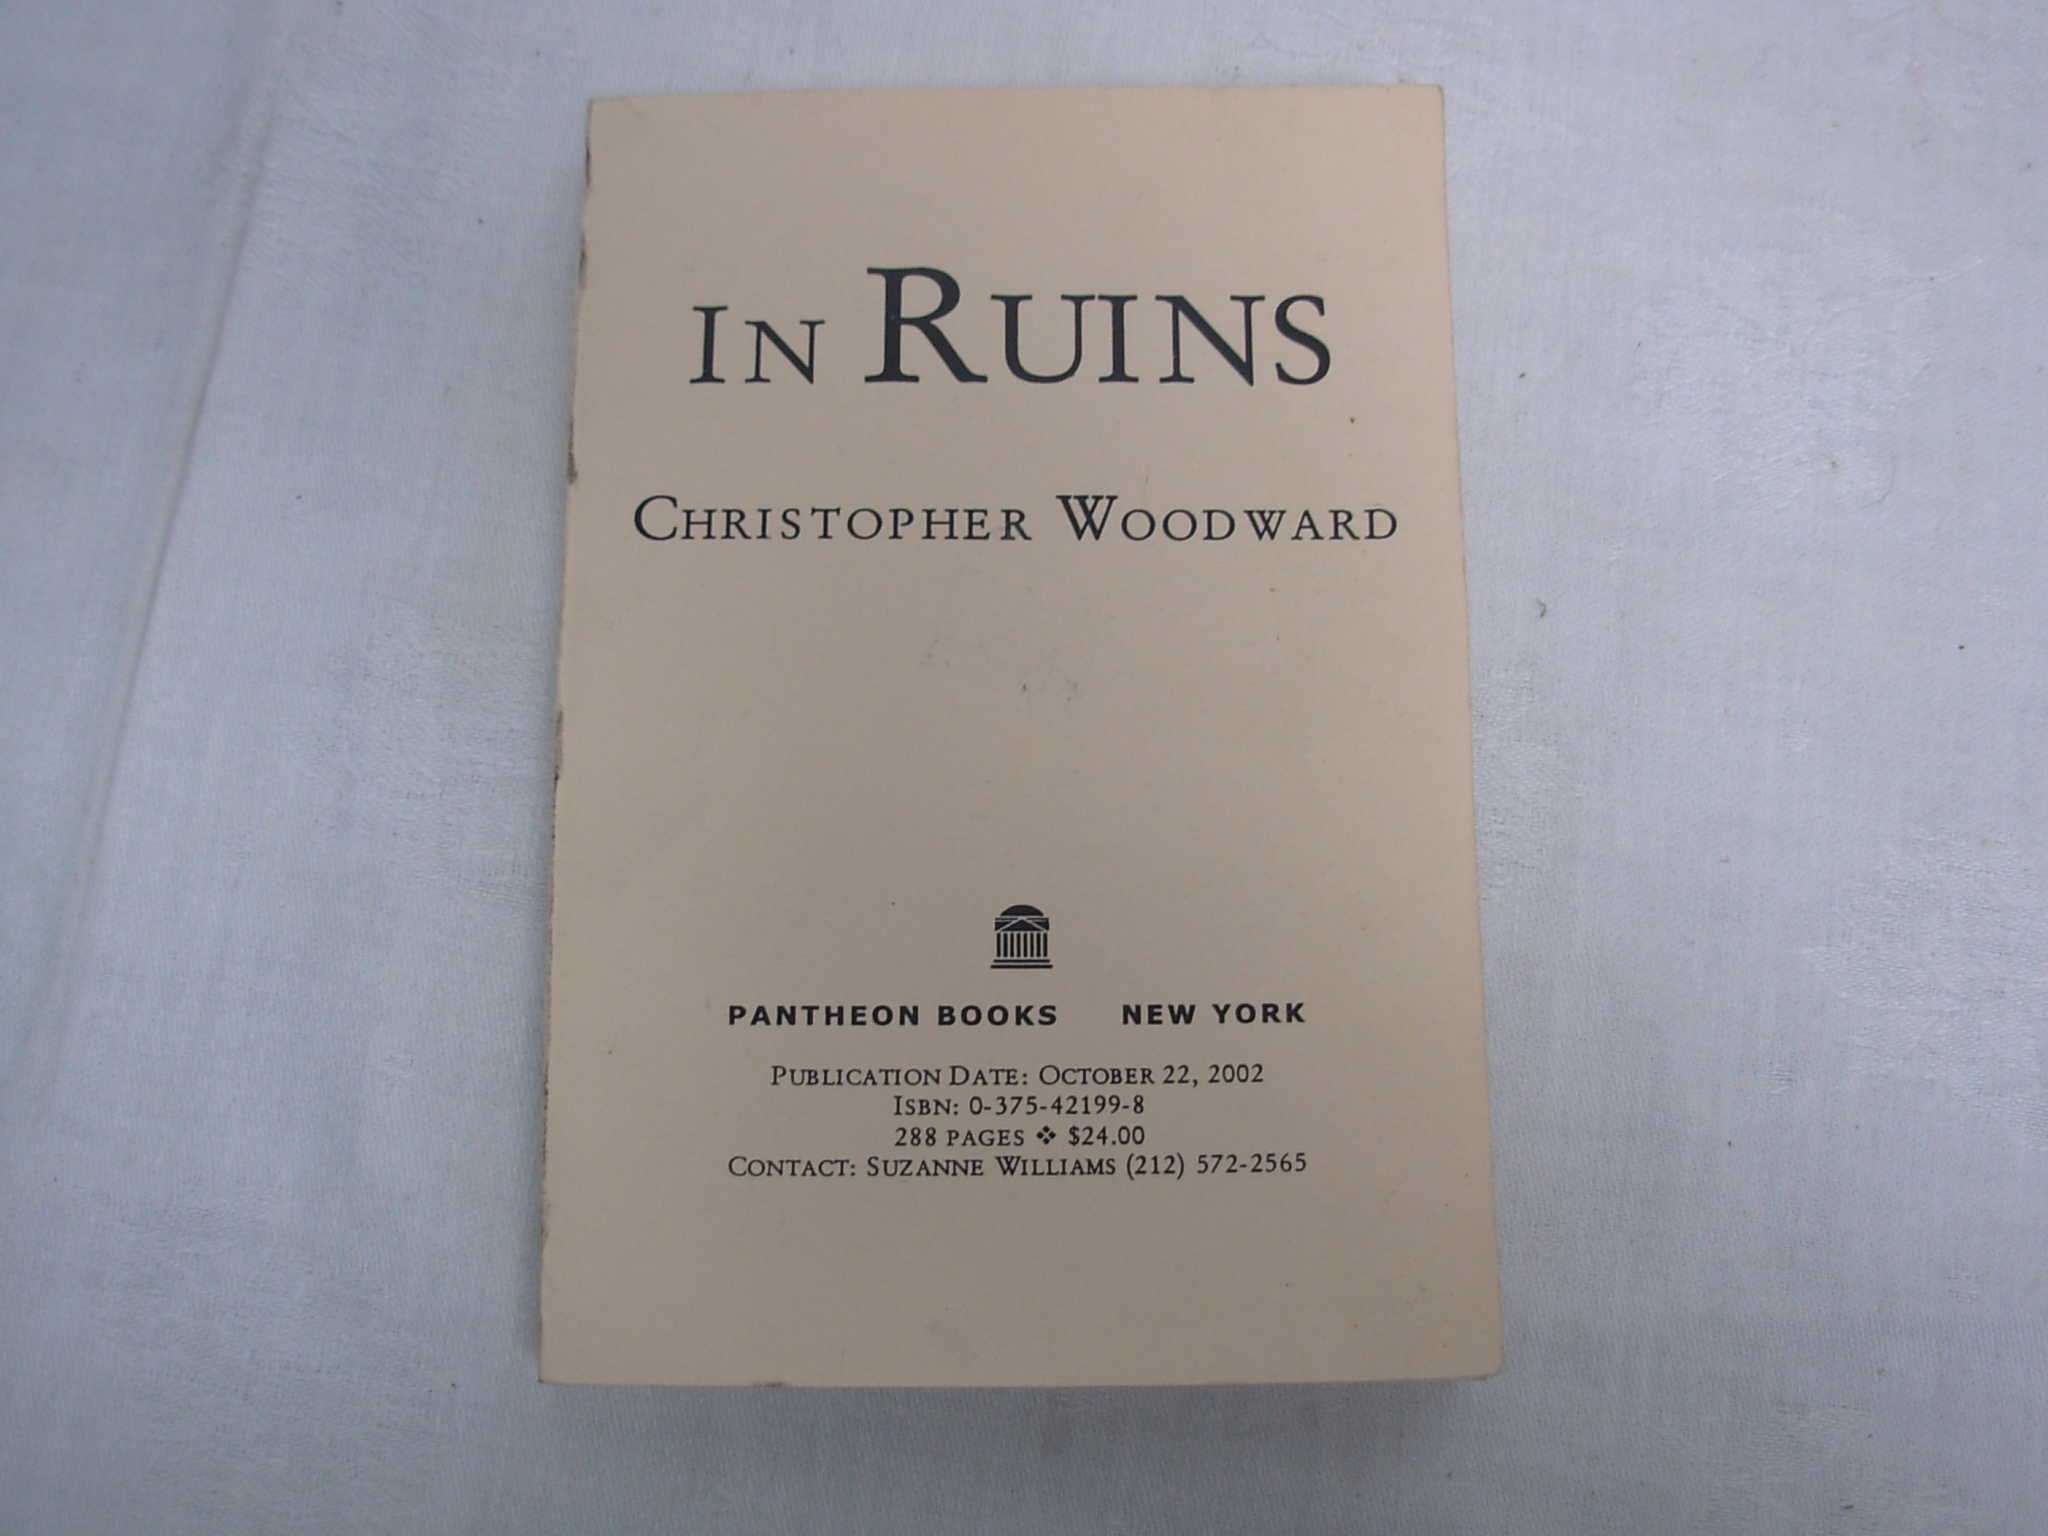 IN RUINS
CHRISTOPHER WOODWARD
PANTHEON BOOKS NEW YORK
PUBLICATION DATE: OCTOBER 22, 2002
ISBN: 0-375-42199-8
288 PAGES ❖ $24.00
CONTACT: SUZANNE WILLIAMS (212) 572-2565